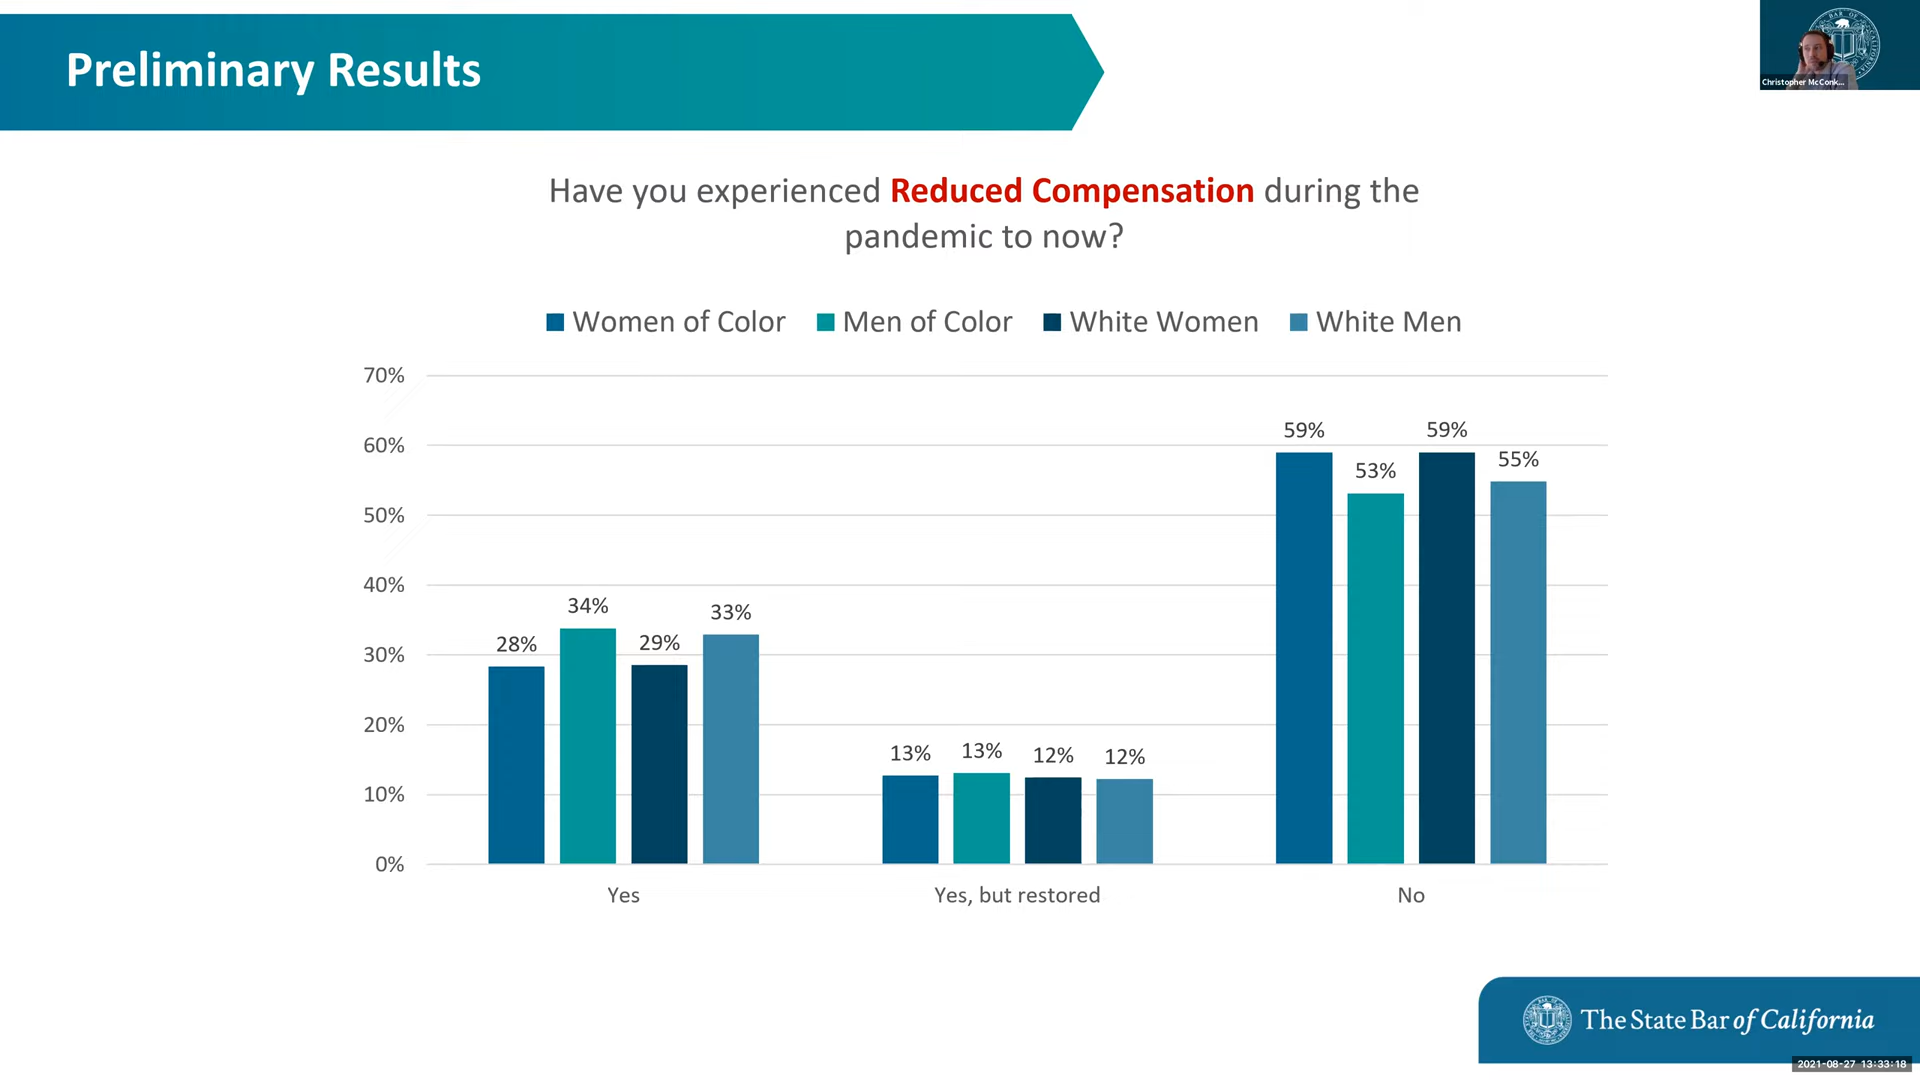 Preliminary Results
Christopher McConk...
Have you experienced Reduced Compensation during the
pandemic to now?
Women of Color Men of Color White Women White Men
70%
60%
50%
40%
30%
20%
10%
0%
28% 34% 29% 33%
13% 13% 12% 12%
59% 53% 59% 55%
Yes Yes, but restored No
The State Bar of California
2021-08-27 13:33:18